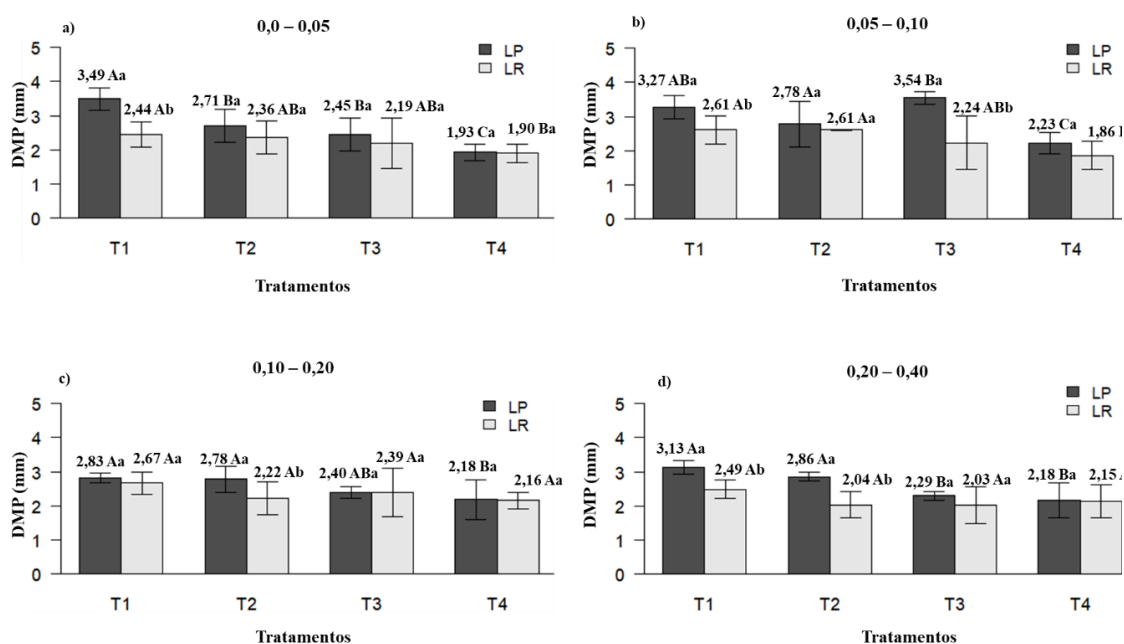 a)
0,0 – 0,05
LP
LR
DMP (mm)
5
4
3
2
1
0
3,49 Aa
2,44 Ab
2,71 Ba
2,36 ABa
2,45 Ba
2,19 ABa
1,93 Ca
1,90 Ba
T1
T2
T3
T4
Tratamentos
b)
0,05 – 0,10
LP
LR
DMP (mm)
5
4
3
2
1
0
3,27 ABa
2,61 Ab
2,78 Aa
2,61 Aa
3,54 Ba
2,24 ABb
2,23 Ca
1,86
T1
T2
T3
T4
Tratamentos
c)
0,10 – 0,20
LP
LR
DMP (mm)
5
4
3
2
1
0
2,83 Aa
2,67 Aa
2,78 Aa
2,22 Ab
2,40 ABa
2,39 Aa
2,18 Ba
2,16 Aa
T1
T2
T3
T4
Tratamentos
d)
0,20 – 0,40
LP
LR
DMP (mm)
5
4
3
2
1
0
3,13 Aa
2,49 Ab
2,86 Aa
2,04 Ab
2,29 Ba
2,03 Aa
2,18 Ba
2,15
T1
T2
T3
T4
Tratamentos